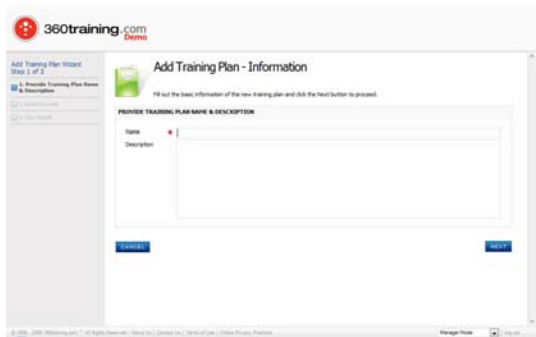 360training.com
Demo
Add Training Plan Wizard
Step 1 of 3
1. Provide Training Plan Name
& Description
Add Training Plan - Information
Fill out the basic information of the new training plan and click the Next button to proceed.
PROVIDE TRAINING PLAN NAME & DESCRIPTION
Name *
Description
CANCEL
NEXT
Manager Mode